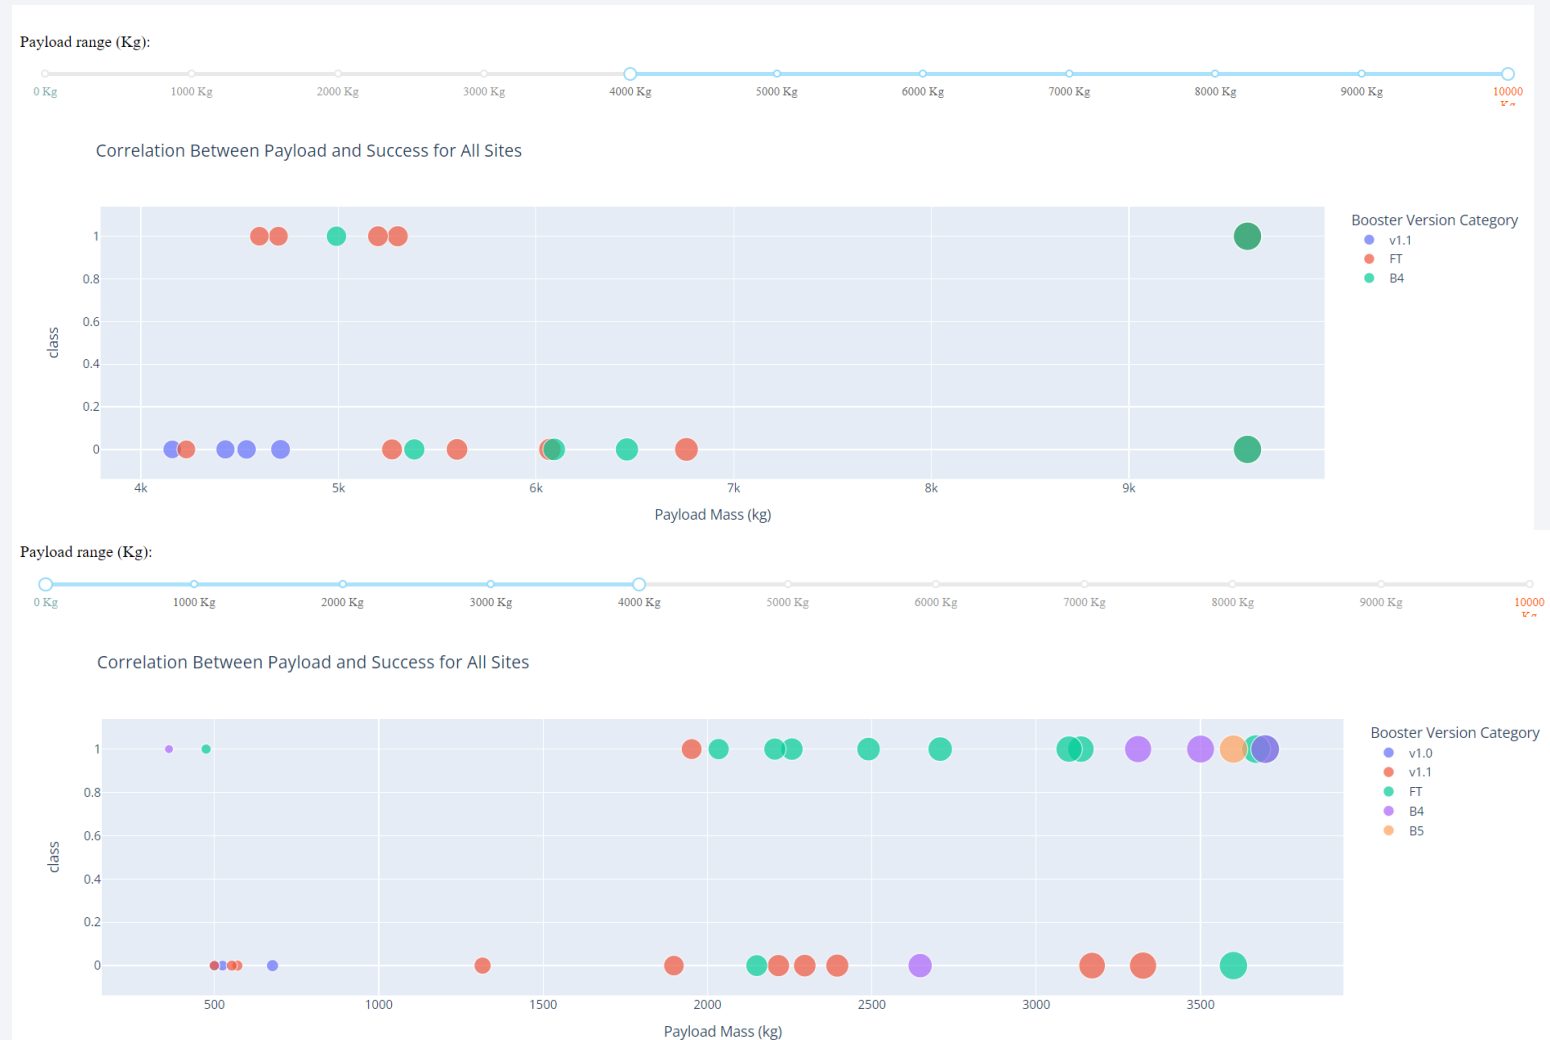 Payload range (Kg):
0 Kg 1000 Kg 2000 Kg 3000 Kg 4000 Kg 5000 Kg 6000 Kg 7000 Kg 8000 Kg 9000 Kg 10000
Kg
Correlation Between Payload and Success for All Sites
Booster Version Category
v1.1
FT
B4
1
0.8
0.6
0.4
0.2
0
class
4k 5k 6k 7k 8k 9k
Payload Mass (kg)
Payload range (Kg):
0 Kg 1000 Kg 2000 Kg 3000 Kg 4000 Kg 5000 Kg 6000 Kg 7000 Kg 8000 Kg 9000 Kg 10000
Kg
Correlation Between Payload and Success for All Sites
Booster Version Category
v1.0
v1.1
FT
B4
B5
1
0.8
0.6
0.4
0.2
0
class
500 1000 1500 2000 2500 3000 3500
Payload Mass (kg)